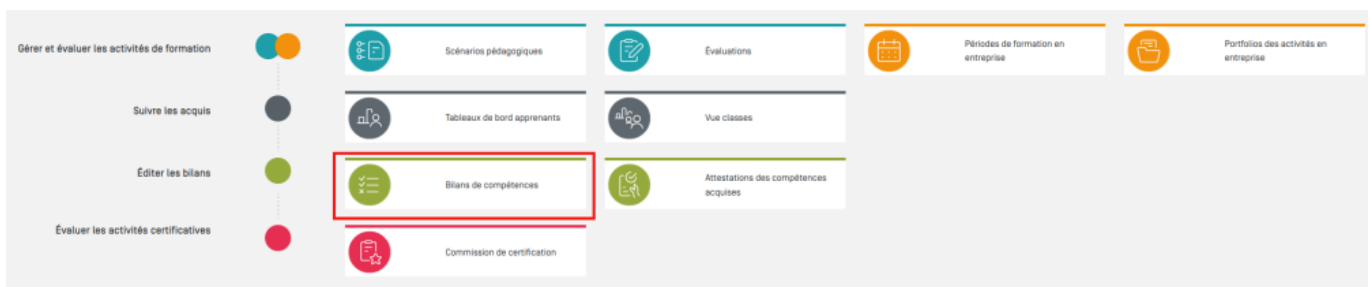 Gérer et évaluer les activités de formation
Scénarios pédagogiques
Évaluations
Périodes de formation en
entreprise
Portfolios des activités en
entreprise
Suivre les acquis
Tableaux de bord apprenants
Vue classes
Éditer les bilans
Bilans de compétences
Attestations des compétences
acquises
Évaluer les activités certificatives
Commission de certification